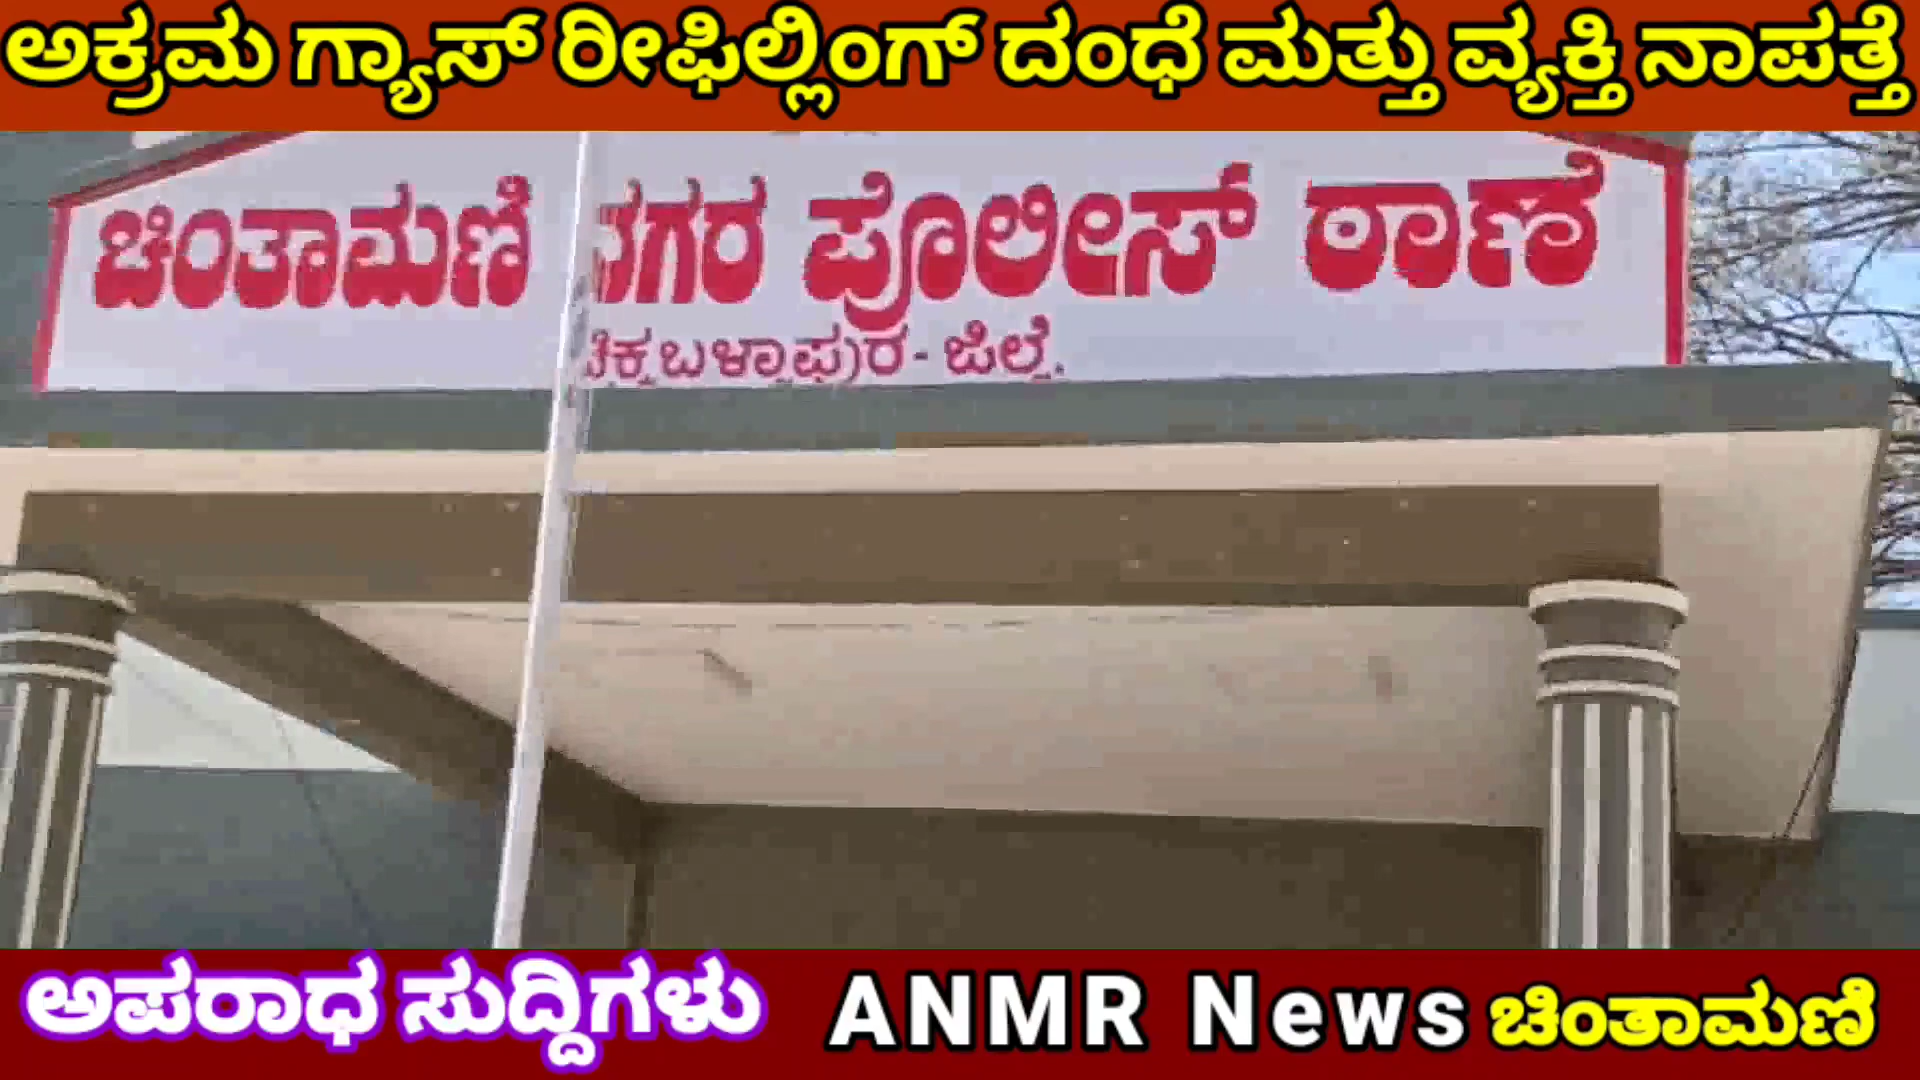 ಅಕ್ರಮ ಗ್ಯಾಸ್ ರೀಫಿಲ್ಲಿಂಗ್ ದಂಧೆ ಮತ್ತು ವ್ಯಕ್ತಿ ನಾಪತ್ತೆ
ಚಿಂತಾಮಣಿ ನಗರ ಪೊಲೀಸ್ ಠಾಣೆ
ಚಿಕ್ಕಬಳ್ಳಾಪುರ - ಜಿಲ್ಲೆ.
ಅಪರಾಧ ಸುದ್ದಿಗಳು ANMR News ಚಿಂತಾಮಣಿ